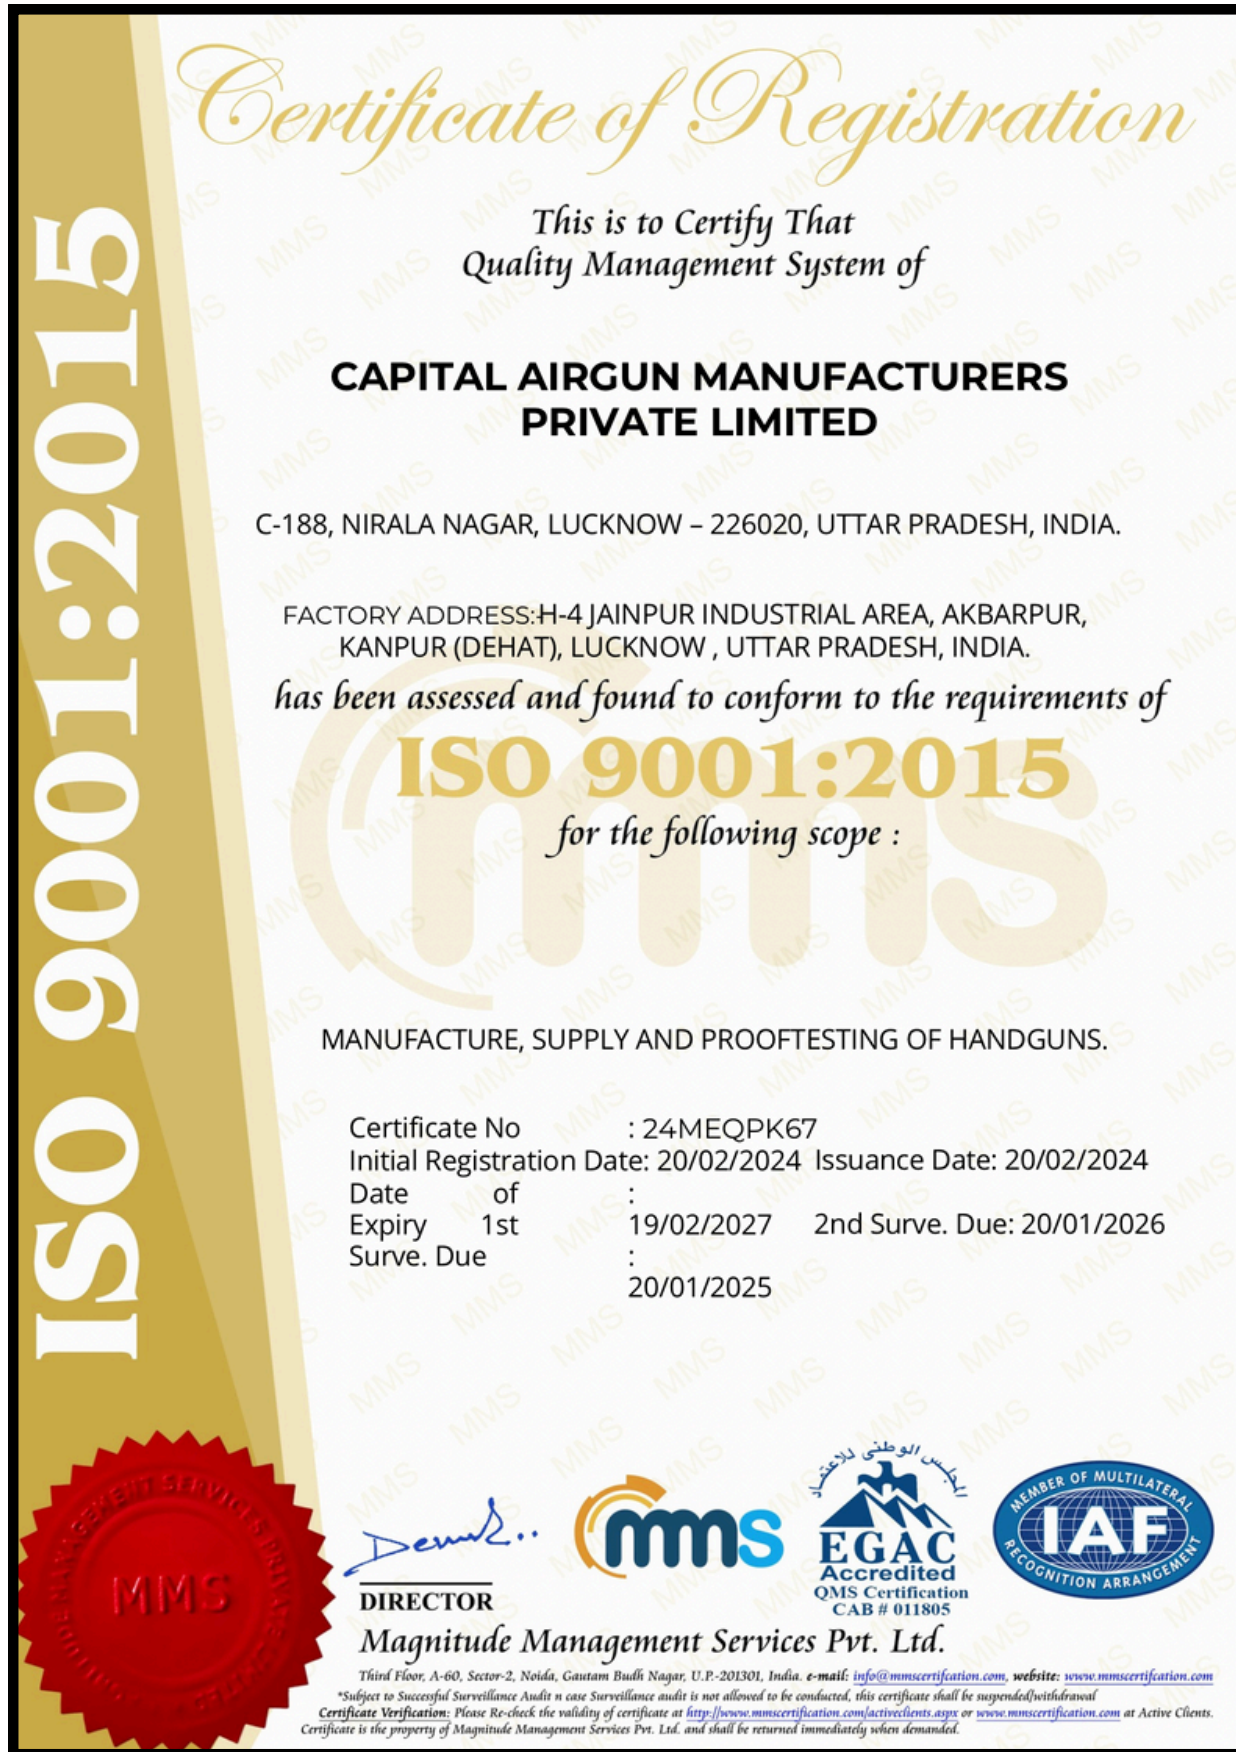 Certificate of Registration
This is to Certify That
Quality Management System of
CAPITAL AIRGUN MANUFACTURERS
PRIVATE LIMITED
C-188, NIRALA NAGAR, LUCKNOW – 226020, UTTAR PRADESH, INDIA.
FACTORY ADDRESS:H-4 JAINPUR INDUSTRIAL AREA, AKBARPUR,
KANPUR (DEHAT), LUCKNOW , UTTAR PRADESH, INDIA.
has been assessed and found to conform to the requirements of
ISO 9001:2015
for the following scope :
MANUFACTURE, SUPPLY AND PROOFTESTING OF HANDGUNS.
Certificate No : 24MEQPK67
Initial Registration Date: 20/02/2024 Issuance Date: 20/02/2024
Date of :
Expiry 1st 19/02/2027 2nd Surve. Due: 20/01/2026
Surve. Due :
20/01/2025
ISO 9001:2015
MMS
DIRECTOR
mms
المجلس الوطنى للاعتماد
EGAC
Accredited
QMS Certification
CAB # 011805
MEMBER OF MULTILATERAL
IAF
RECOGNITION ARRANGEMENT
Magnitude Management Services Pvt. Ltd.
Third Floor, A-60, Sector-2, Noida, Gautam Budh Nagar, U.P.-201301, India. e-mail: info@mmscertifcation.com, website: www.mmscertifcation.com
*Subject to Successful Surveillance Audit n case Surveillance audit is not allowed to be conducted, this certificate shall be suspended/withdrawal
Certificate Verification: Please Re-check the validity of certificate at http://www.mmscertification.com/activeclients.aspx or www.mmscertification.com at Active Clients.
Certificate is the property of Magnitude Management Services Pvt. Ltd. and shall be returned immediately when demanded.